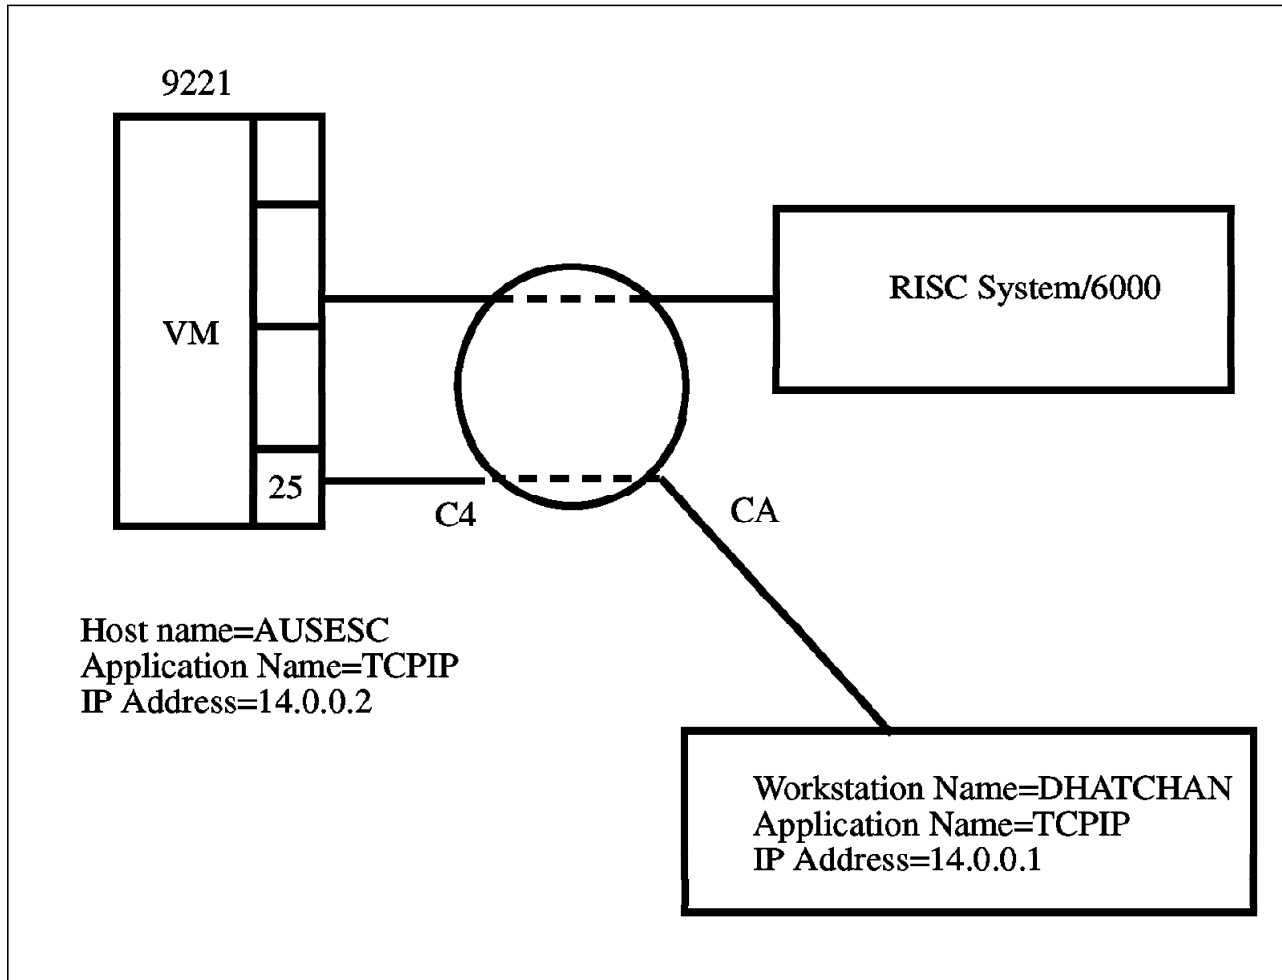 9221
RISC System/6000
VM
25
C4
CA
Host name=AUSESC
Application Name=TCPIP
IP Address=14.0.0.2
Workstation Name=DHATCHAN
Application Name=TCPIP
IP Address=14.0.0.1